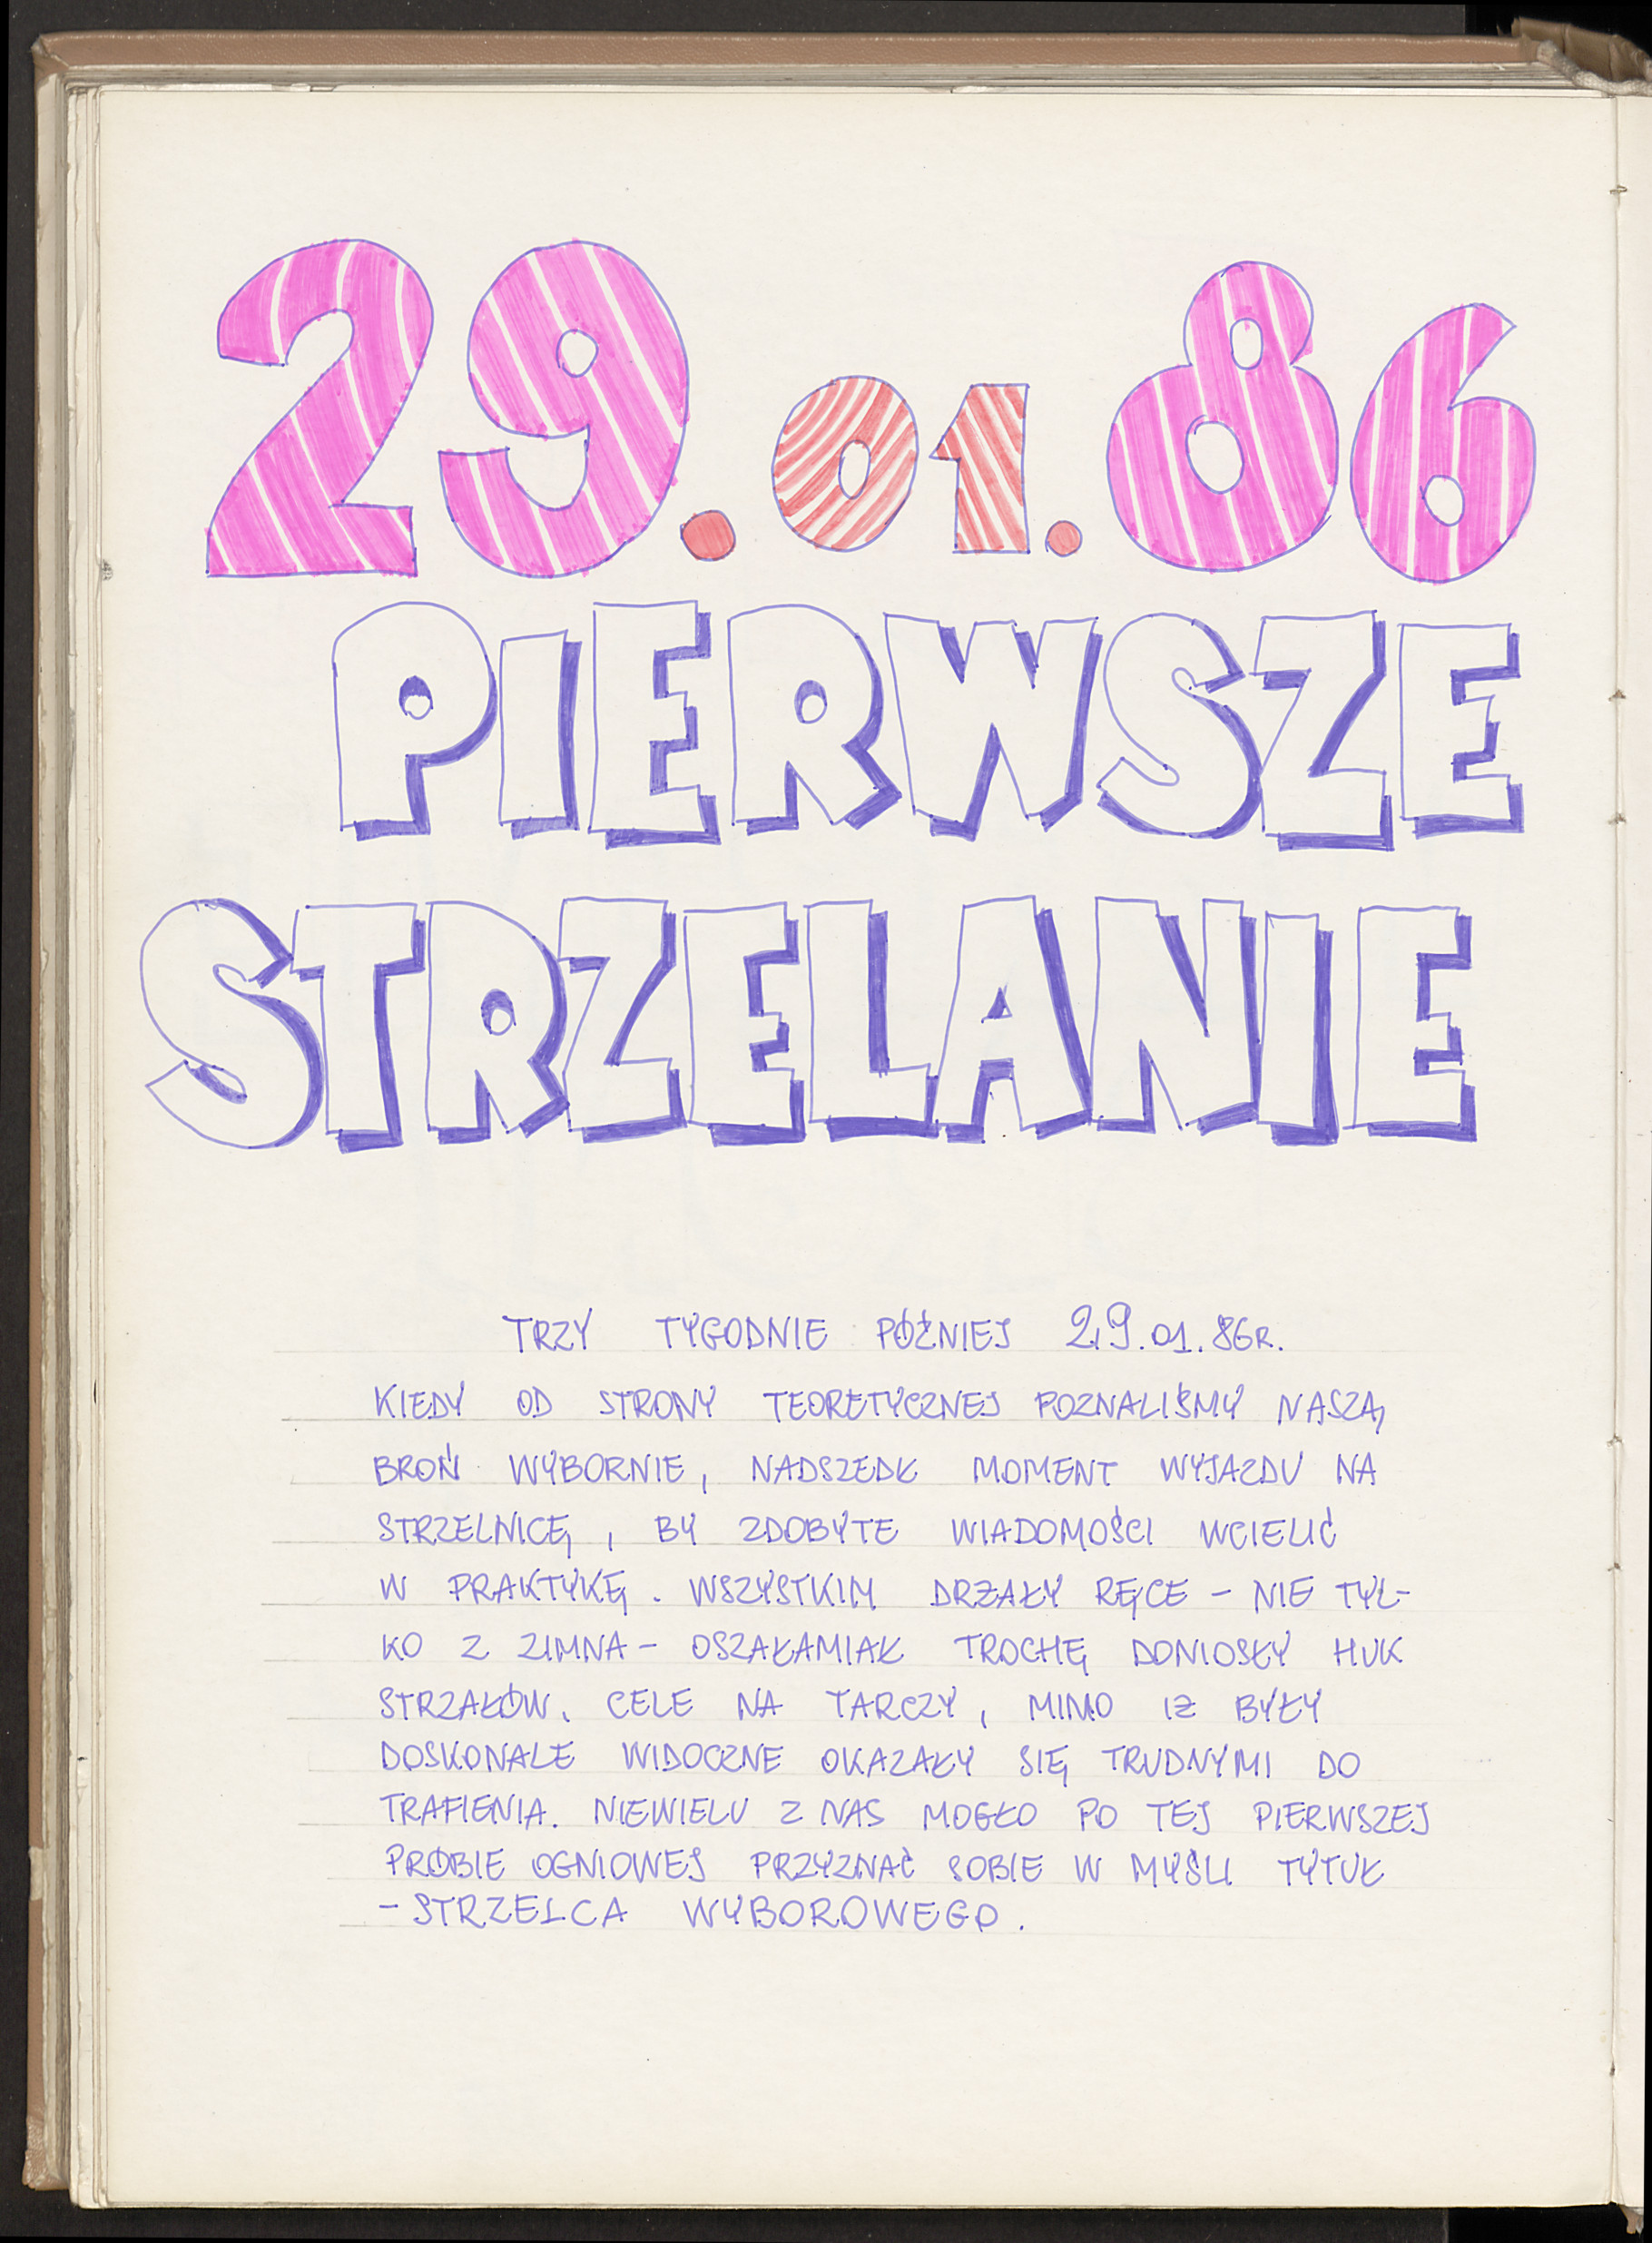 29.01.86
PIERWSZE
STRZELANIE
TRZY TYGODNIE PÓŹNIEJ 29.01.86R.
KIEDY OD STRONY TEORETYCZNEJ POZNALIŚMY NASZĄ
BROŃ WYBORNIE, NADSZEDŁ MOMENT WYJAZDU NA
STRZELNICĘ, BY ZDOBYTE WIADOMOŚCI WCIELIĆ
W PRAKTYKĘ. WSZYSTKIM DRŻAŁY RĘCE - NIE TYL-
KO Z ZIMNA - OSZAŁAMIAŁ TROCHĘ DONIOSŁY HUK
STRZAŁÓW. CELE NA TARCZY, MIMO IŻ BYŁY
DOSKONALE WIDOCZNE OKAZAŁY SIĘ TRUDNYMI DO
TRAFIENIA. NIEWIELU Z NAS MOGŁO PO TEJ PIERWSZEJ
PRÓBIE OGNIOWEJ PRZYZNAĆ SOBIE W MYŚLI TYTUŁ
- STRZELCA WYBOROWEGO.